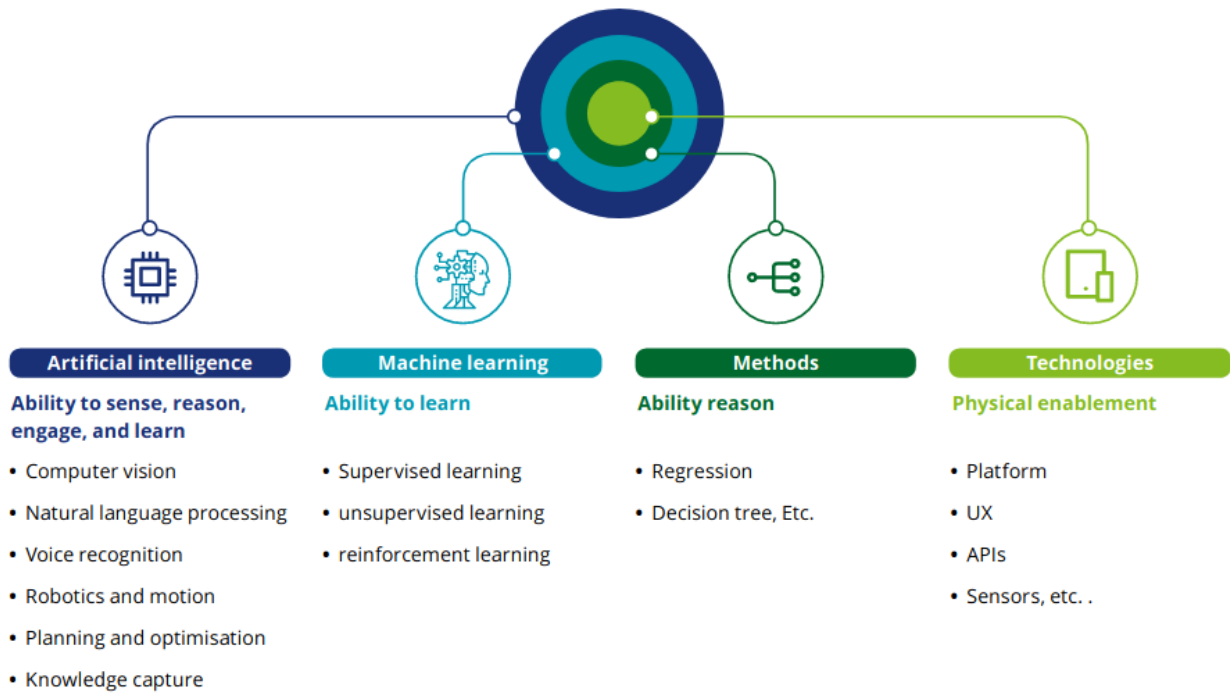 Artificial intelligence
Ability to sense, reason,
engage, and learn
• Computer vision
• Natural language processing
• Voice recognition
• Robotics and motion
• Planning and optimisation
• Knowledge capture
Machine learning
Ability to learn
• Supervised learning
• unsupervised learning
• reinforcement learning
Methods
Ability reason
• Regression
• Decision tree, Etc.
Technologies
Physical enablement
• Platform
• UX
• APIs
• Sensors, etc. .